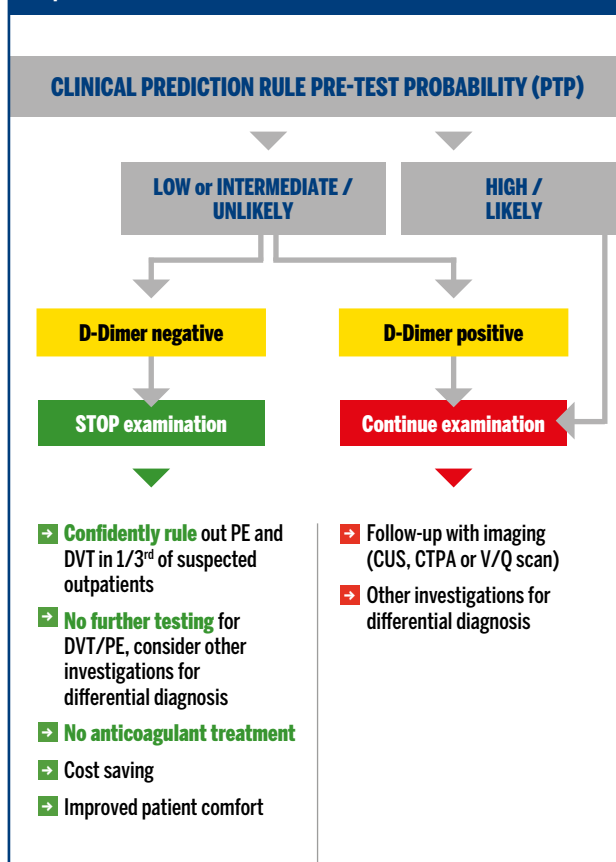 CLINICAL PREDICTION RULE PRE-TEST PROBABILITY (PTP)
LOW or INTERMEDIATE /
UNLIKELY
HIGH /
LIKELY
D-Dimer negative
D-Dimer positive
STOP examination
Continue examination
Confidently rule out PE and
DVT in 1/3rd of suspected
outpatients
No further testing for
DVT/PE, consider other
investigations for
differential diagnosis
No anticoagulant treatment
Cost saving
Improved patient comfort
Follow-up with imaging
(CUS, CTPA or V/Q scan)
Other investigations for
differential diagnosis